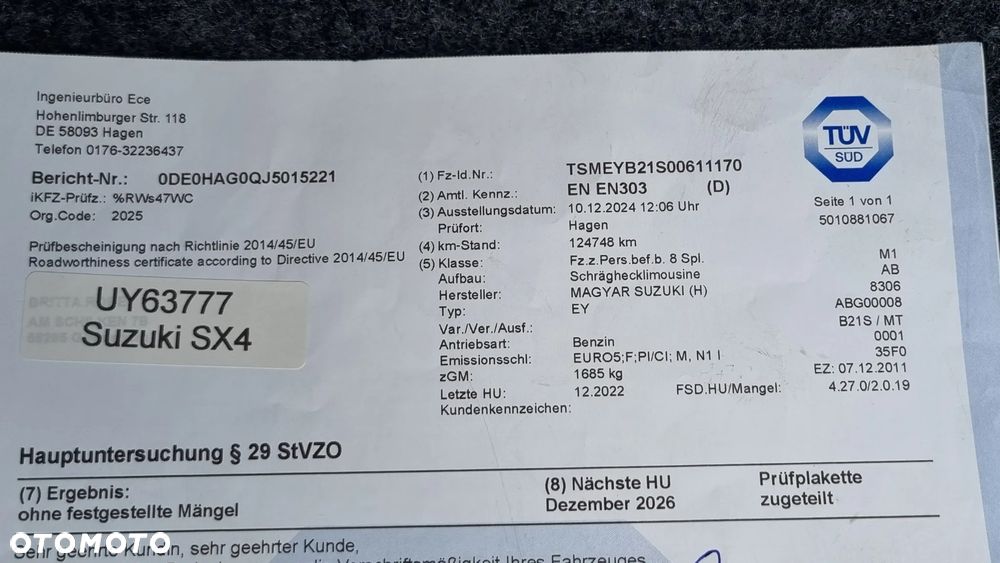 Ingenieurbüro Ece
Hohenlimburger Str. 118
DE 58093 Hagen
Telefon 0176-32236437
Bericht-Nr.: 0DE0HAG0QJ5015221
iKFZ-Prüfz.: %RWs47WC
Org.Code: 2025
Prüfbescheinigung nach Richtlinie 2014/45/EU
Roadworthiness certificate according to Directive 2014/45/EU
UY63777
Suzuki SX4
(1) Fz-Id.Nr.: TSMEYB21S00611170
(2) Amtl. Kennz.: EN EN303 (D)
(3) Ausstellungsdatum: 10.12.2024 12:06 Uhr
Prüfort: Hagen
(4) km-Stand: 124748 km
(5) Klasse: Fz.z.Pers.bef.b. 8 Spl. M1
Aufbau: Schräghecklimousine AB
Hersteller: MAGYAR SUZUKI (H) 8306
Typ: EY ABG00008
Var./Ver./Ausf.: B21S / MT
Antriebsart: Benzin 0001
Emissionsschl: EURO5;F;PI/CI; M, N1 I 35F0
zGM: 1685 kg EZ: 07.12.2011
Letzte HU: 12.2022 FSD.HU/Mangel: 4.27.0/2.0.19
Kundenkennzeichen:
TÜV
SÜD
Seite 1 von 1
5010881067
Hauptuntersuchung § 29 StVZO
(7) Ergebnis:
ohne festgestellte Mängel
(8) Nächste HU
Dezember 2026
Prüfplakette
zugeteilt
Sehr geehrte Kundin, sehr geehrter Kunde,
OTOMOTO